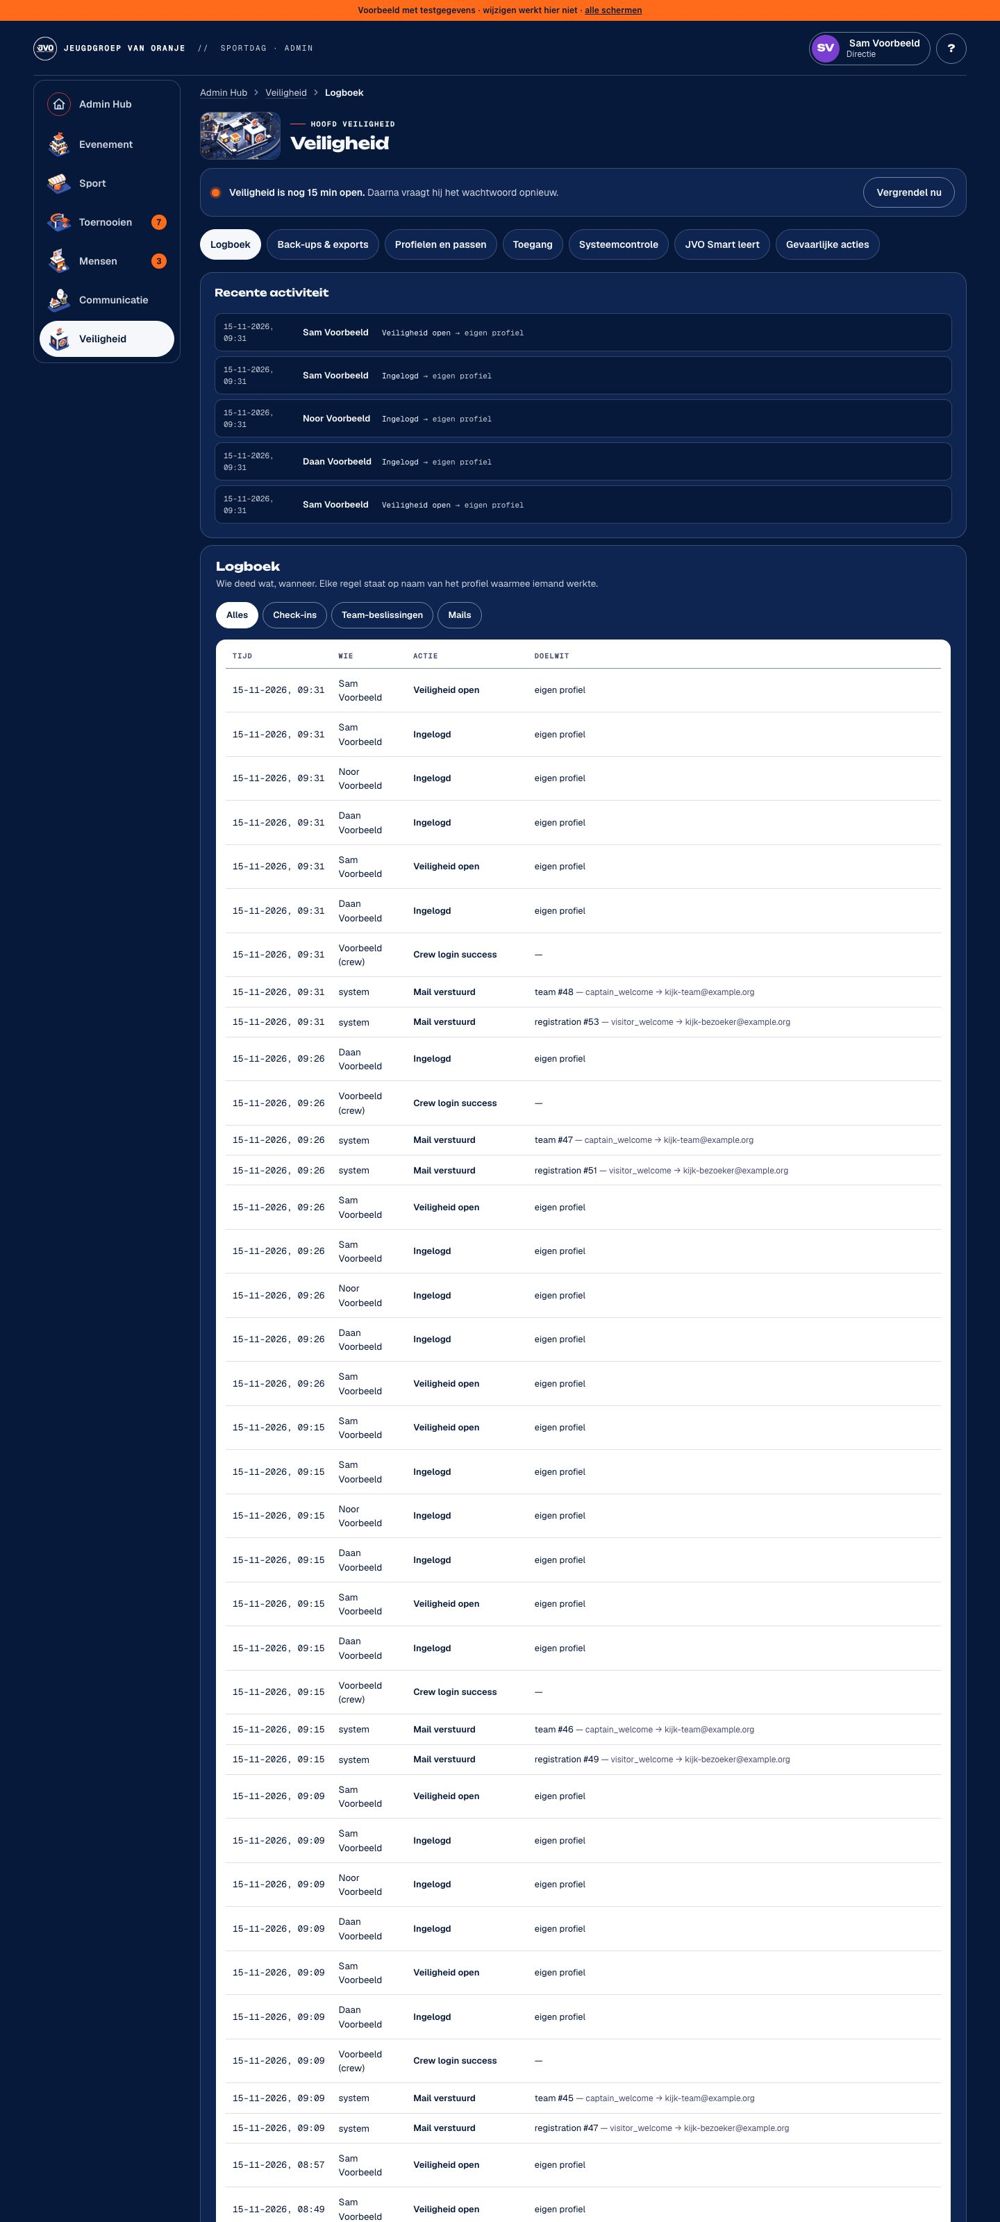 Voorbeeld met testgegevens · wijzigen werkt hier niet · alle schermen
JVO JEUGDGROEP VAN ORANJE // SPORTDAG · ADMIN
SV Sam Voorbeeld
Directie
?
Admin Hub
Evenement
Sport
Toernooien 7
Mensen 3
Communicatie
Veiligheid
Admin Hub > Veiligheid > Logboek
HOOFD VEILIGHEID
Veiligheid
Veiligheid is nog 15 min open. Daarna vraagt hij het wachtwoord opnieuw.
Vergrendel nu
Logboek Back-ups & exports Profielen en passen Toegang Systeemcontrole JVO Smart leert Gevaarlijke acties
Recente activiteit
15-11-2026, 09:31 Sam Voorbeeld Veiligheid open → eigen profiel
15-11-2026, 09:31 Sam Voorbeeld Ingelogd → eigen profiel
15-11-2026, 09:31 Noor Voorbeeld Ingelogd → eigen profiel
15-11-2026, 09:31 Daan Voorbeeld Ingelogd → eigen profiel
15-11-2026, 09:31 Sam Voorbeeld Veiligheid open → eigen profiel
Logboek
Wie deed wat, wanneer. Elke regel staat op naam van het profiel waarmee iemand werkte.
Alles Check-ins Team-beslissingen Mails
TIJD WIE ACTIE DOELWIT
15-11-2026, 09:31 Sam Voorbeeld Veiligheid open eigen profiel
15-11-2026, 09:31 Sam Voorbeeld Ingelogd eigen profiel
15-11-2026, 09:31 Noor Voorbeeld Ingelogd eigen profiel
15-11-2026, 09:31 Daan Voorbeeld Ingelogd eigen profiel
15-11-2026, 09:31 Sam Voorbeeld Veiligheid open eigen profiel
15-11-2026, 09:31 Daan Voorbeeld Ingelogd eigen profiel
15-11-2026, 09:31 Voorbeeld (crew) Crew login success —
15-11-2026, 09:31 system Mail verstuurd team #48 — captain_welcome → kijk-team@example.org
15-11-2026, 09:31 system Mail verstuurd registration #53 — visitor_welcome → kijk-bezoeker@example.org
15-11-2026, 09:26 Daan Voorbeeld Ingelogd eigen profiel
15-11-2026, 09:26 Voorbeeld (crew) Crew login success —
15-11-2026, 09:26 system Mail verstuurd team #47 — captain_welcome → kijk-team@example.org
15-11-2026, 09:26 system Mail verstuurd registration #51 — visitor_welcome → kijk-bezoeker@example.org
15-11-2026, 09:26 Sam Voorbeeld Veiligheid open eigen profiel
15-11-2026, 09:26 Sam Voorbeeld Ingelogd eigen profiel
15-11-2026, 09:26 Noor Voorbeeld Ingelogd eigen profiel
15-11-2026, 09:26 Daan Voorbeeld Ingelogd eigen profiel
15-11-2026, 09:26 Sam Voorbeeld Veiligheid open eigen profiel
15-11-2026, 09:15 Sam Voorbeeld Veiligheid open eigen profiel
15-11-2026, 09:15 Sam Voorbeeld Ingelogd eigen profiel
15-11-2026, 09:15 Noor Voorbeeld Ingelogd eigen profiel
15-11-2026, 09:15 Daan Voorbeeld Ingelogd eigen profiel
15-11-2026, 09:15 Sam Voorbeeld Veiligheid open eigen profiel
15-11-2026, 09:15 Daan Voorbeeld Ingelogd eigen profiel
15-11-2026, 09:15 Voorbeeld (crew) Crew login success —
15-11-2026, 09:15 system Mail verstuurd team #46 — captain_welcome → kijk-team@example.org
15-11-2026, 09:15 system Mail verstuurd registration #49 — visitor_welcome → kijk-bezoeker@example.org
15-11-2026, 09:09 Sam Voorbeeld Veiligheid open eigen profiel
15-11-2026, 09:09 Sam Voorbeeld Ingelogd eigen profiel
15-11-2026, 09:09 Noor Voorbeeld Ingelogd eigen profiel
15-11-2026, 09:09 Daan Voorbeeld Ingelogd eigen profiel
15-11-2026, 09:09 Sam Voorbeeld Veiligheid open eigen profiel
15-11-2026, 09:09 Daan Voorbeeld Ingelogd eigen profiel
15-11-2026, 09:09 Voorbeeld (crew) Crew login success —
15-11-2026, 09:09 system Mail verstuurd team #45 — captain_welcome → kijk-team@example.org
15-11-2026, 09:09 system Mail verstuurd registration #47 — visitor_welcome → kijk-bezoeker@example.org
15-11-2026, 08:57 Sam Voorbeeld Veiligheid open eigen profiel
15-11-2026, 08:49 Sam Voorbeeld Veiligheid open eigen profiel